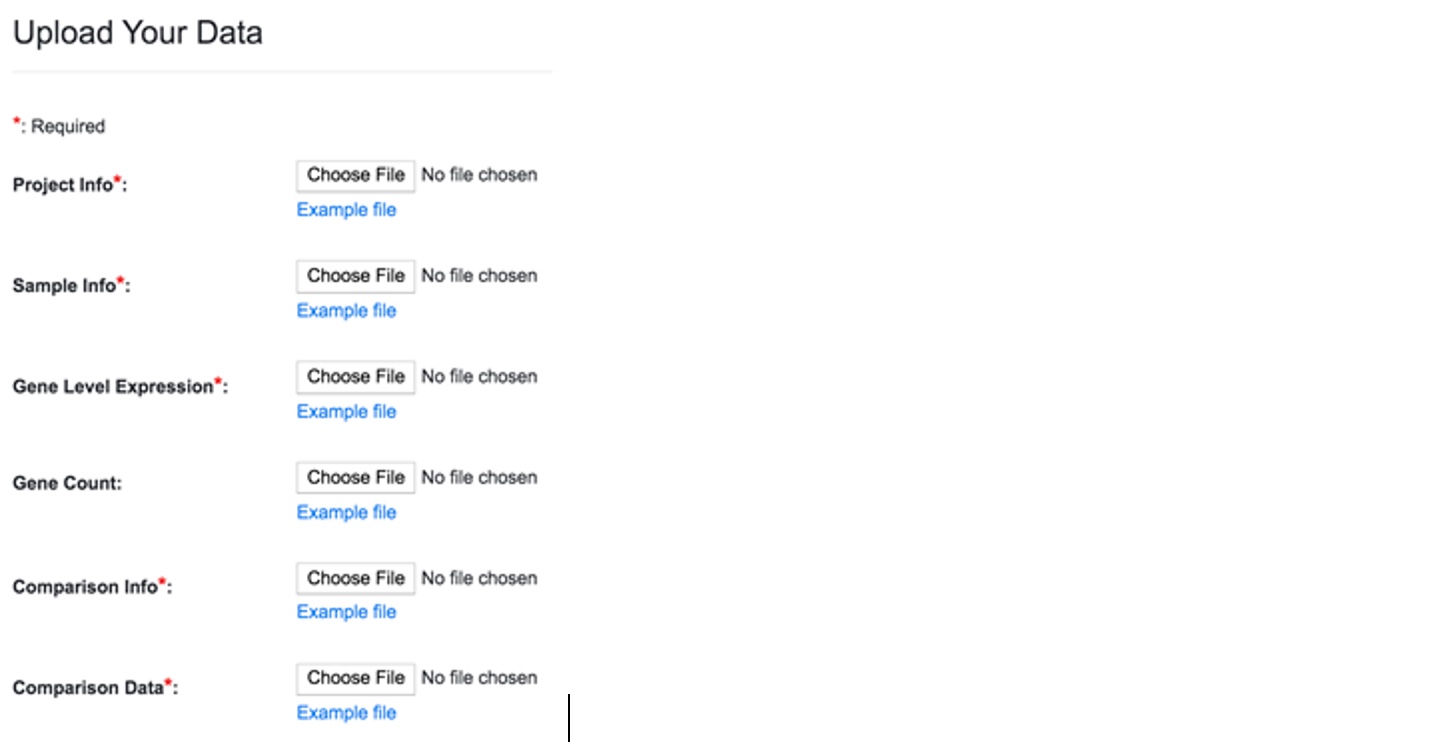 Upload Your Data
*: Required
Project Info*: Choose File No file chosen
Example file
Sample Info*: Choose File No file chosen
Example file
Gene Level Expression*: Choose File No file chosen
Example file
Gene Count: Choose File No file chosen
Example file
Comparison Info*: Choose File No file chosen
Example file
Comparison Data*: Choose File No file chosen
Example file